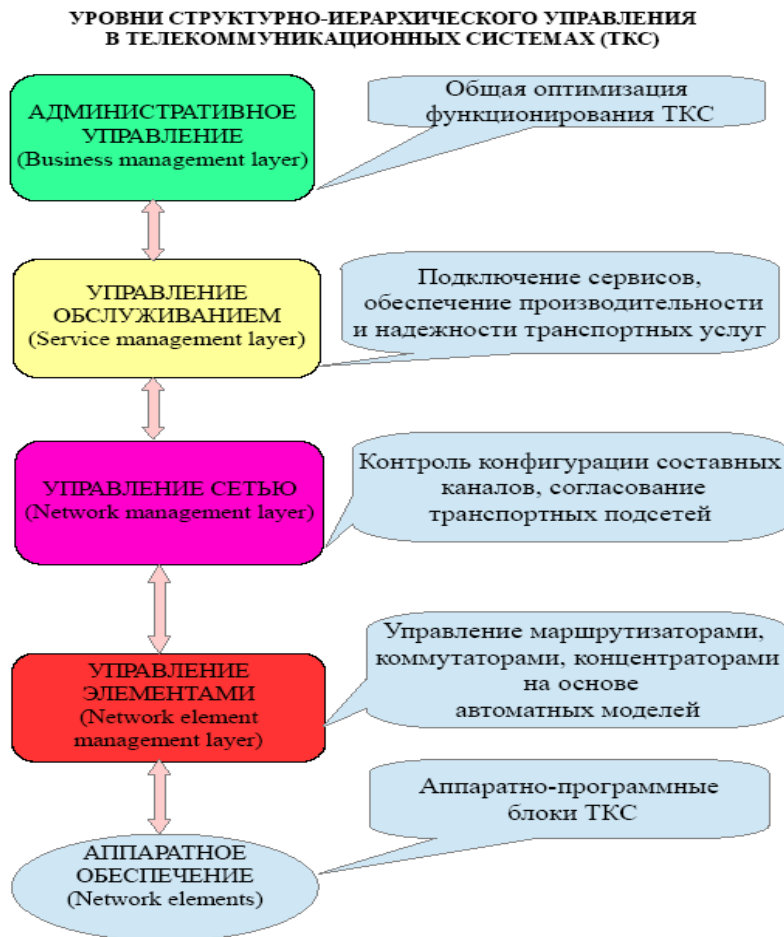 УРОВНИ СТРУКТУРНО-ИЕРАРХИЧЕСКОГО УПРАВЛЕНИЯ
В ТЕЛЕКОММУНИКАЦИОННЫХ СИСТЕМАХ (ТКС)
АДМИНИСТРАТИВНОЕ
УПРАВЛЕНИЕ
(Business management layer)
Общая оптимизация
функционирования ТКС
УПРАВЛЕНИЕ
ОБСЛУЖИВАНИЕМ
(Service management layer)
Подключение сервисов,
обеспечение производительности
и надежности транспортных услуг
УПРАВЛЕНИЕ СЕТЬЮ
(Network management layer)
Контроль конфигурации составных
каналов, согласование
транспортных подсетей
УПРАВЛЕНИЕ
ЭЛЕМЕНТАМИ
(Network element
management layer)
Управление маршрутизаторами,
коммутаторами, концентраторами
на основе
автоматных моделей
Аппаратно-программные
блоки ТКС
АППАРАТНОЕ
ОБЕСПЕЧЕНИЕ
(Network elements)